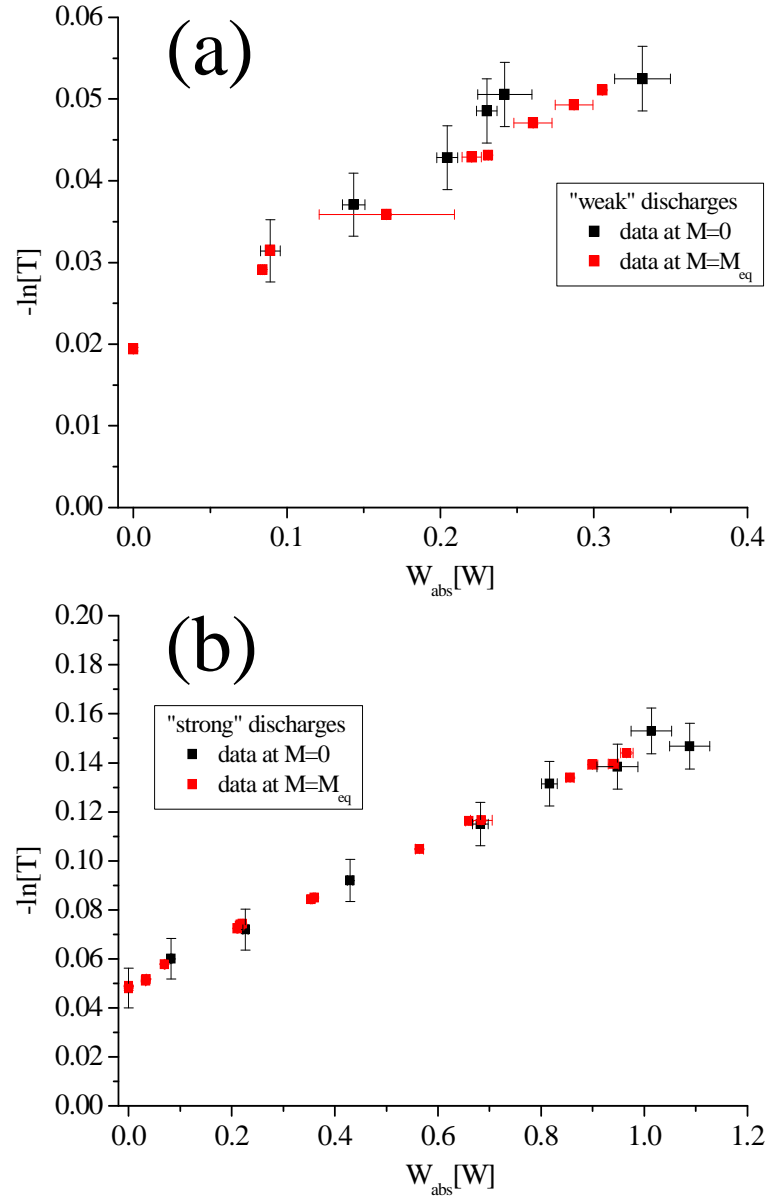 (a)
0.06
0.05
0.04
0.03
0.02
0.01
0.00
-ln[T]
"weak" discharges
data at M=0
data at M=M_eq
0.0 0.1 0.2 0.3 0.4
W_abs[W]
(b)
0.20
0.18
0.16
0.14
0.12
0.10
0.08
0.06
0.04
0.02
0.00
-ln[T]
"strong" discharges
data at M=0
data at M=M_eq
0.0 0.2 0.4 0.6 0.8 1.0 1.2
W_abs[W]